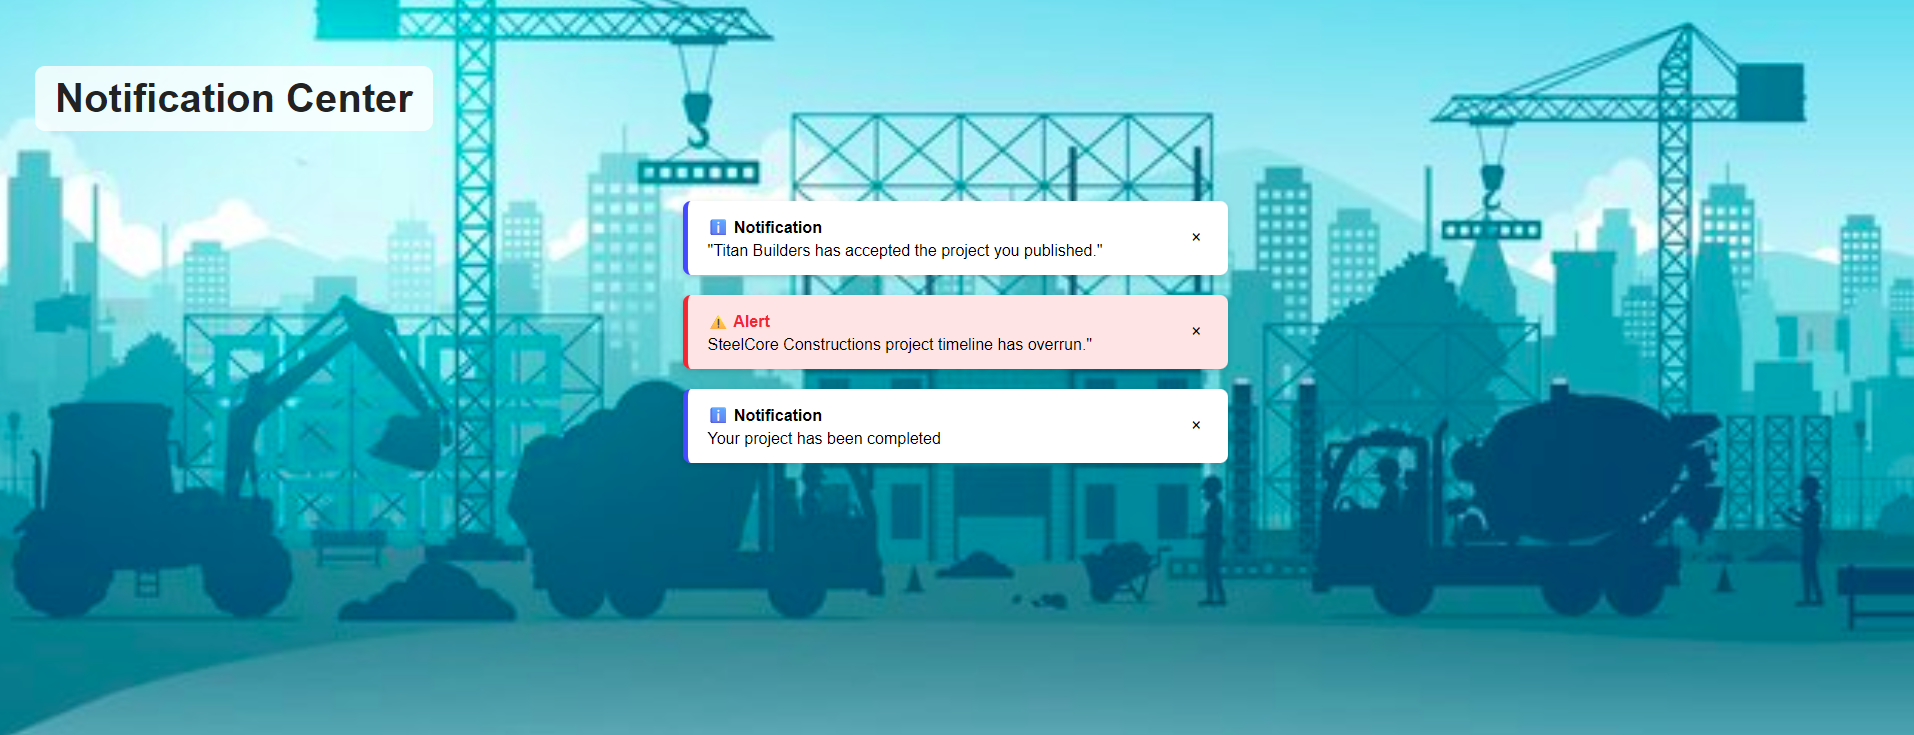 Notification Center
ℹ️ Notification
"Titan Builders has accepted the project you published."
×
⚠️ Alert
SteelCore Constructions project timeline has overrun."
×
ℹ️ Notification
Your project has been completed
×